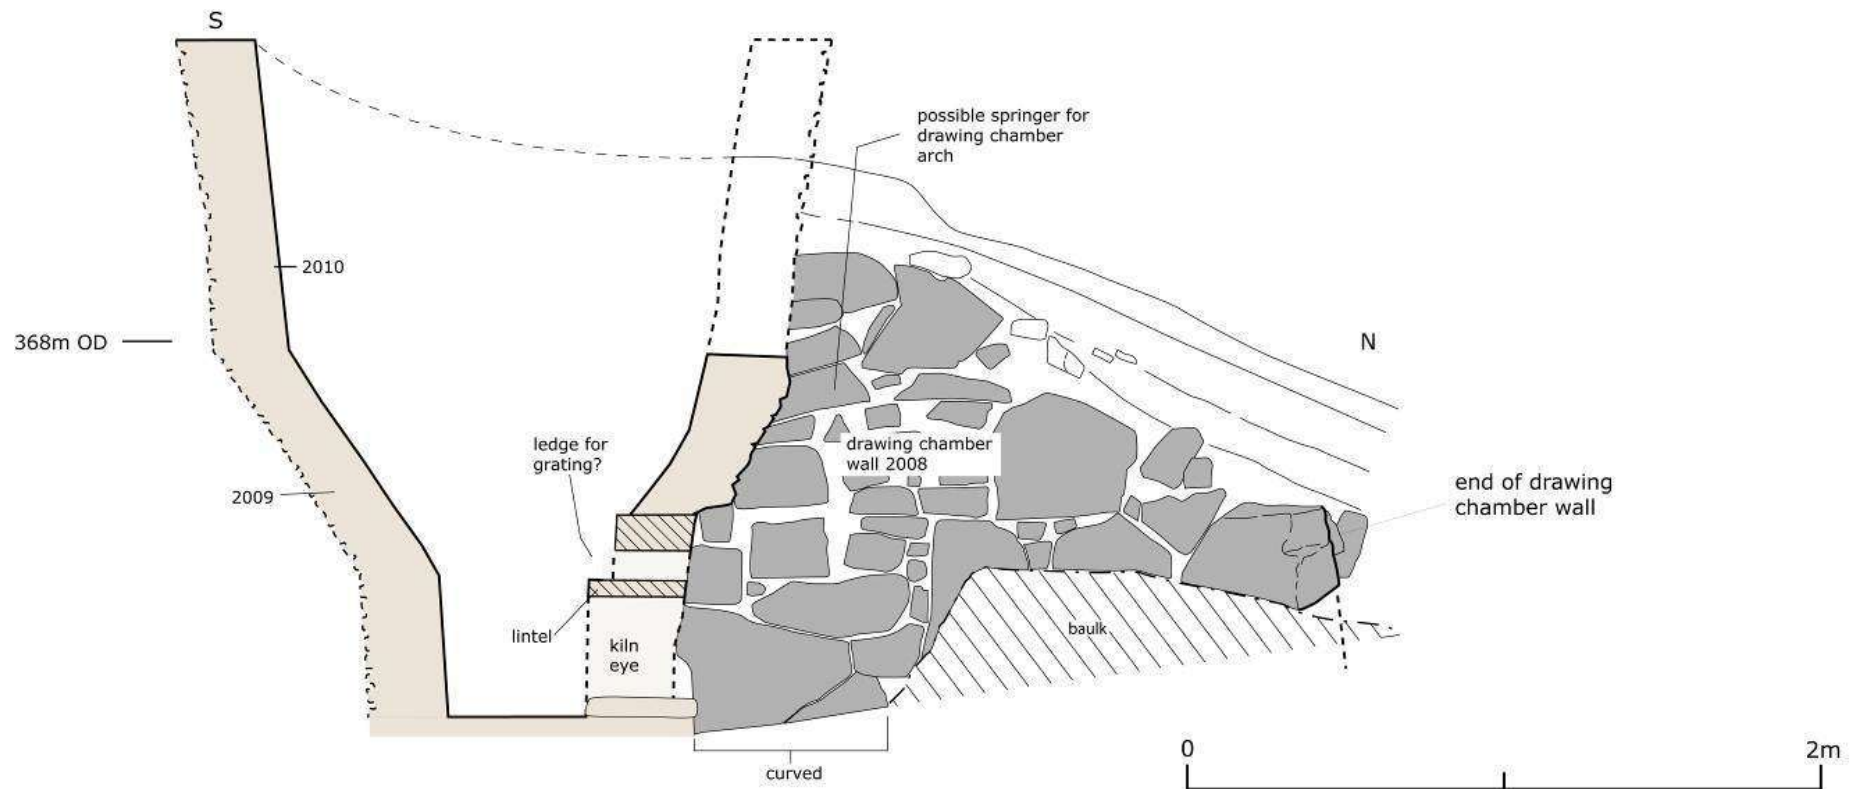 S
possible springer for
drawing chamber
arch
2010
368m OD
N
ledge for
grating?
drawing chamber
wall 2008
2009
end of drawing
chamber wall
lintel
kiln
eye
baulk
curved
0
2m